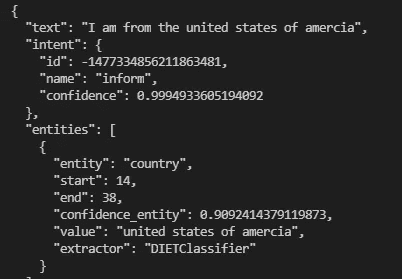 {
"text": "I am from the united states of amercia",
"intent": {
"id": -1477334856211863481,
"name": "inform",
"confidence": 0.9994933605194092
},
"entities": [
{
"entity": "country",
"start": 14,
"end": 38,
"confidence_entity": 0.9092414379119873,
"value": "united states of amercia",
"extractor": "DIETClassifier"
}